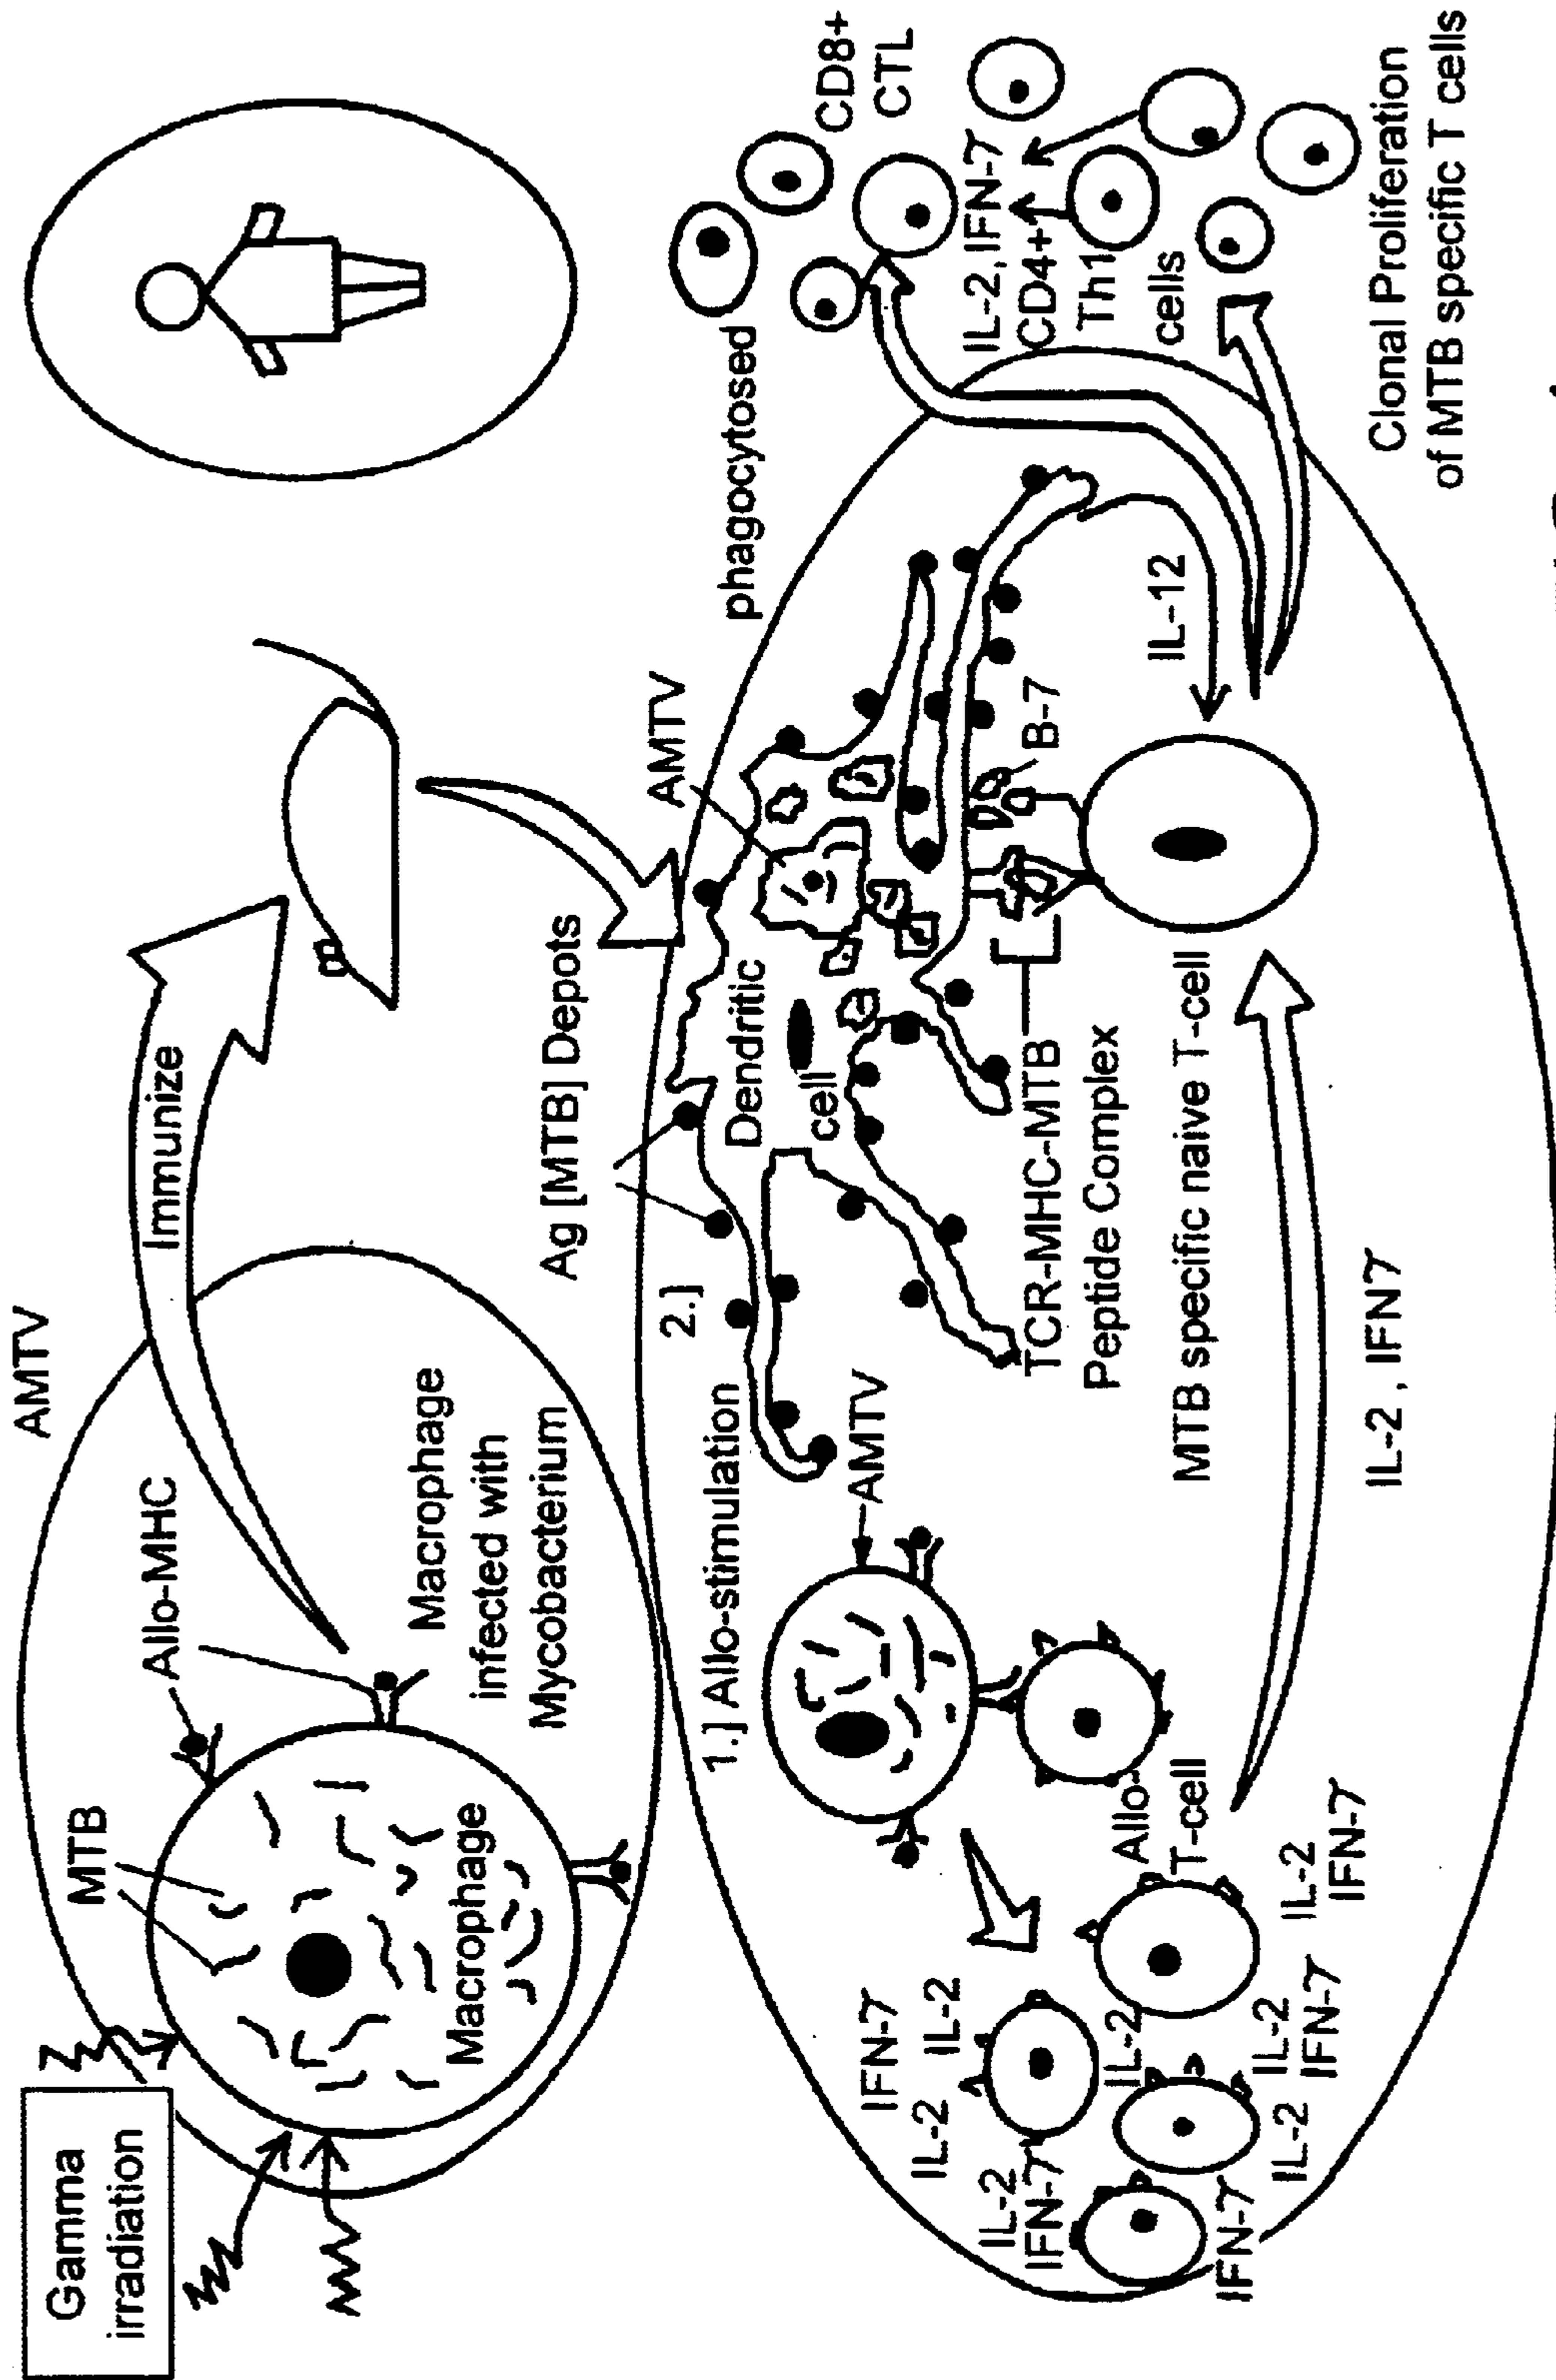 Gamma
irradiation
AMTV
MTB
Allo-MHC
Immunize
Macrophage
Macrophage
infected with
Mycobacterium
Ag [MTB] Depots
AMTV
phagocytosed
1.] Allo-stimulation
2.]
Dendritic
cell
AMTV
CD8+
CTL
IL-2, IFN-γ
CD4+
Th1
cells
TCR-MHC-MTB
Peptide Complex
B-7
IL-12
MTB specific naive T-cell
Allo-
T-cell
IFN-γ
IL-2
IL-2
IL-2
IFN-γ
IL-2
IFN-γ
IL-2
IL-2
IFN-γ
IL-2
IFN-γ
IL-2 , IFNγ
Clonal Proliferation
of MTB specific T cells